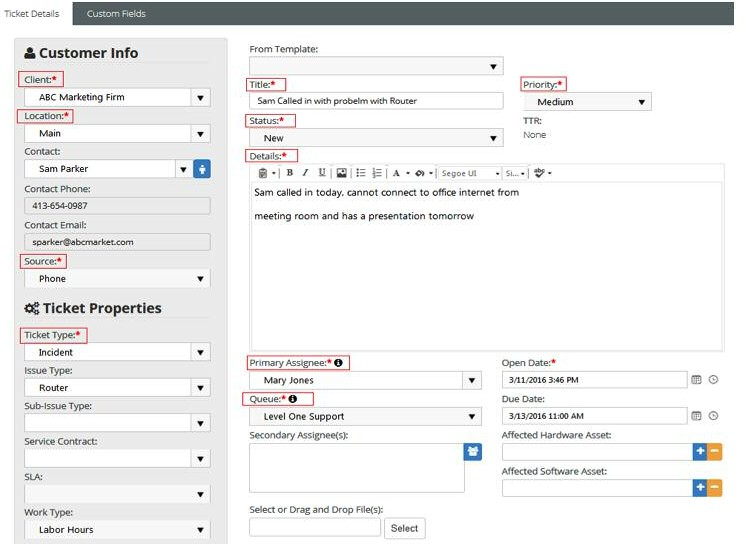 Ticket Details Custom Fields
Customer Info
Client:*
ABC Marketing Firm
Location:*
Main
Contact:
Sam Parker
Contact Phone:
413-654-0987
Contact Email:
sparker@abcmarket.com
Source:*
Phone
Ticket Properties
Ticket Type:*
Incident
Issue Type:
Router
Sub-Issue Type:
Service Contract:
SLA:
Work Type:
Labor Hours
From Template:
Title:*
Sam Called in with probelm with Router
Priority:*
Medium
Status:*
New
TTR:
None
Details:*
B I U A Segoe UI Si... abc
Sam called in today, cannot connect to office internet from
meeting room and has a presentation tomorrow
Primary Assignee:*
Mary Jones
Open Date:*
3/11/2016 3:46 PM
Queue:*
Level One Support
Due Date:
3/13/2016 11:00 AM
Secondary Assignee(s):
Affected Hardware Asset:
Affected Software Asset:
Select or Drag and Drop File(s):
Select